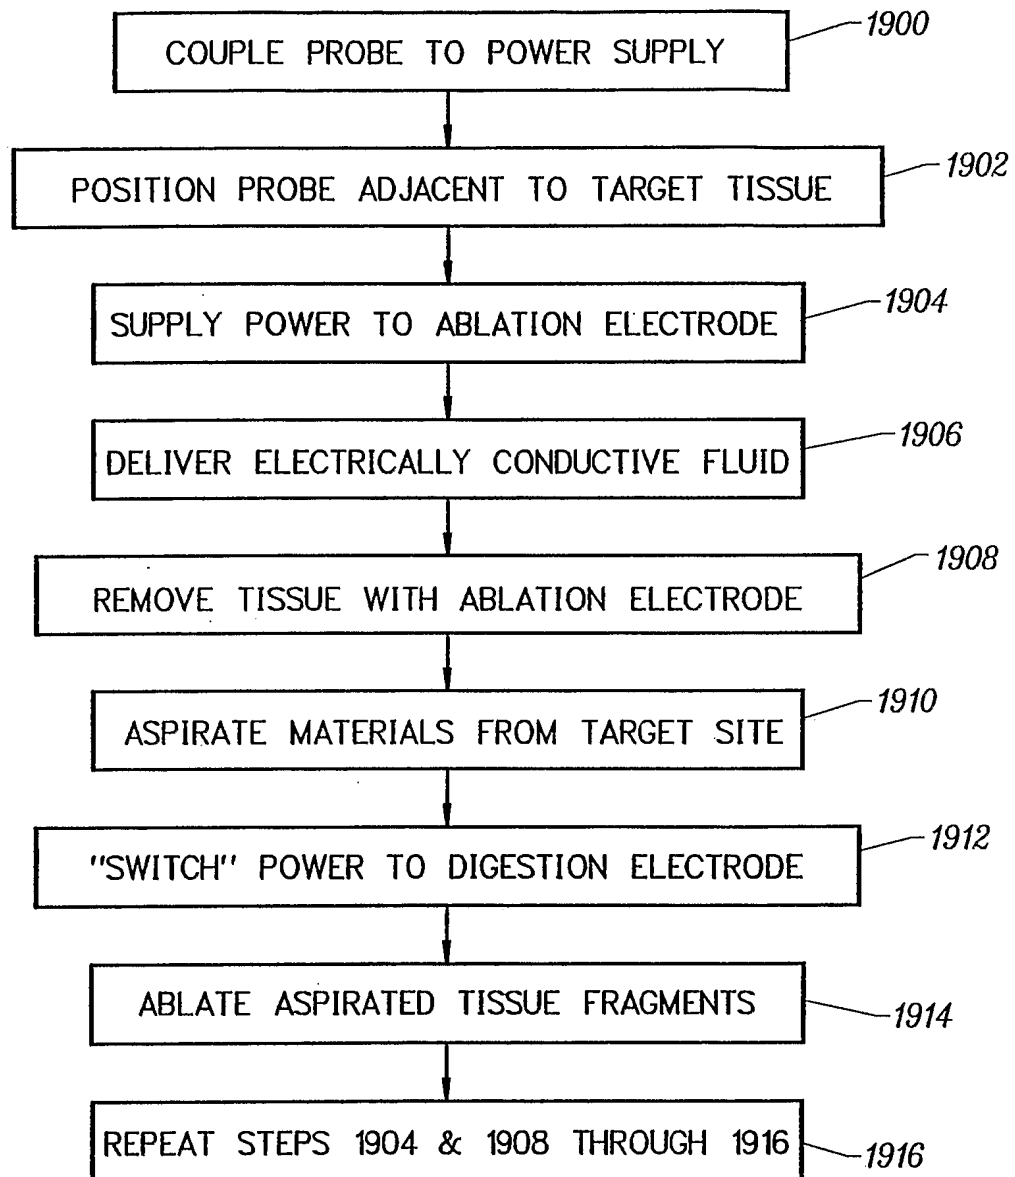 COUPLE PROBE TO POWER SUPPLY
1900
POSITION PROBE ADJACENT TO TARGET TISSUE
1902
SUPPLY POWER TO ABLATION ELECTRODE
1904
DELIVER ELECTRICALLY CONDUCTIVE FLUID
1906
REMOVE TISSUE WITH ABLATION ELECTRODE
1908
ASPIRATE MATERIALS FROM TARGET SITE
1910
"SWITCH" POWER TO DIGESTION ELECTRODE
1912
ABLATE ASPIRATED TISSUE FRAGMENTS
1914
REPEAT STEPS 1904 & 1908 THROUGH 1916
1916